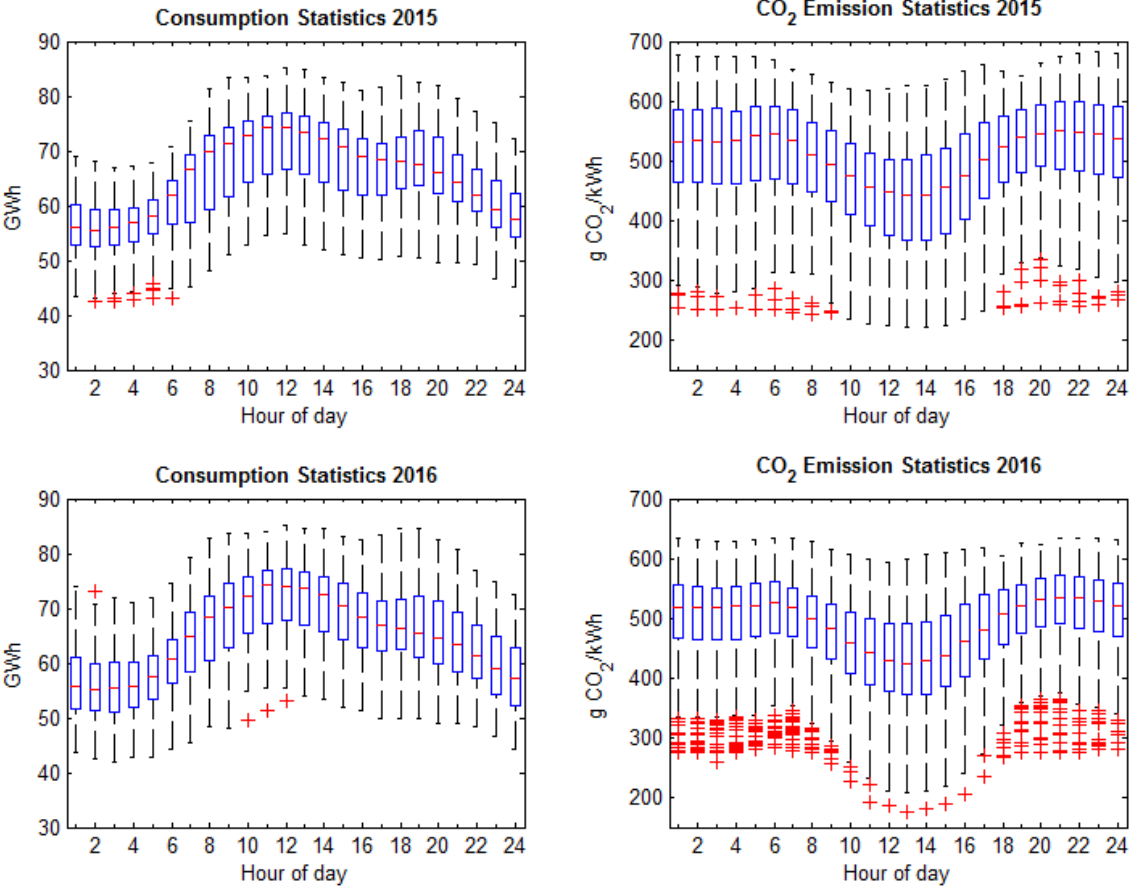 Consumption Statistics 2015
90
80
70
60
50
40
30
GWh
2 4 6 8 10 12 14 16 18 20 22 24
Hour of day
CO2 Emission Statistics 2015
700
600
500
400
300
200
g CO2/kWh
2 4 6 8 10 12 14 16 18 20 22 24
Hour of day
Consumption Statistics 2016
90
80
70
60
50
40
30
GWh
2 4 6 8 10 12 14 16 18 20 22 24
Hour of day
CO2 Emission Statistics 2016
700
600
500
400
300
200
g CO2/kWh
2 4 6 8 10 12 14 16 18 20 22 24
Hour of day